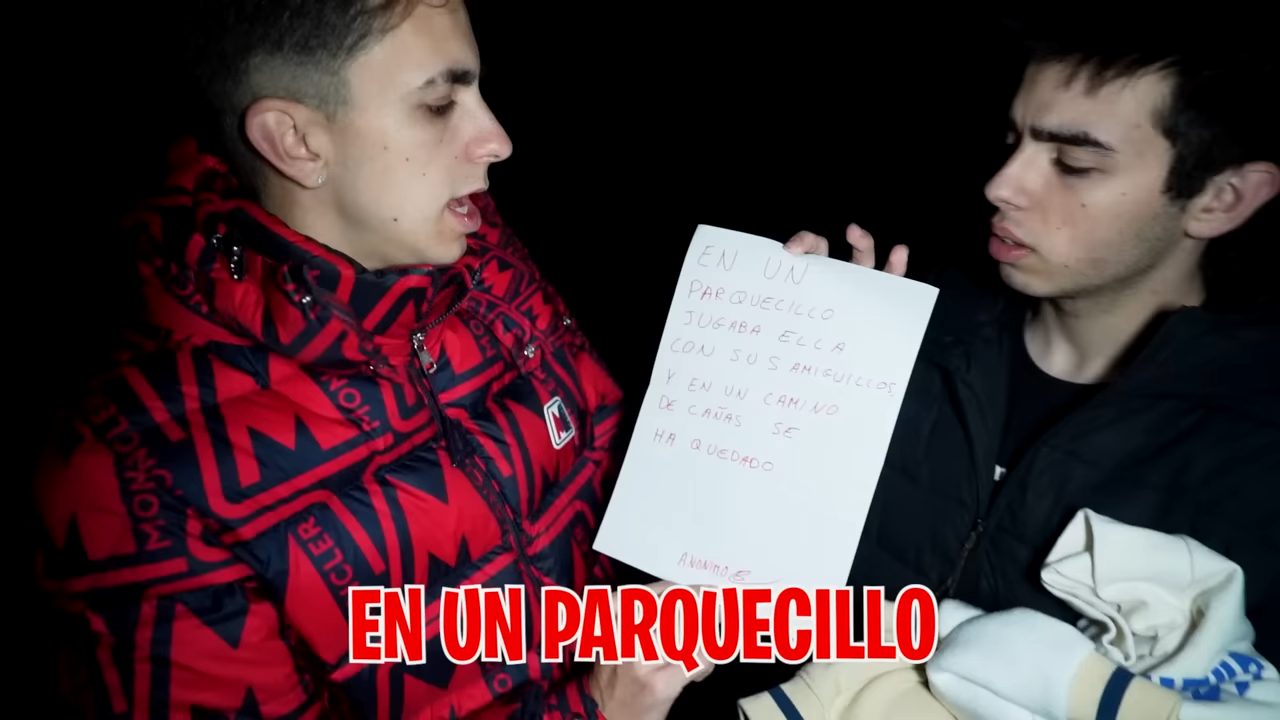 EN UN
PARQUECILLO
JUGABA ELLA
CON SUS AMIGUILLOS,
Y EN UN CAMINO
DE CAÑAS SE
HA QUEDADO
ANONIMO
EN UN PARQUECILLO
MONCLER
MONCLER